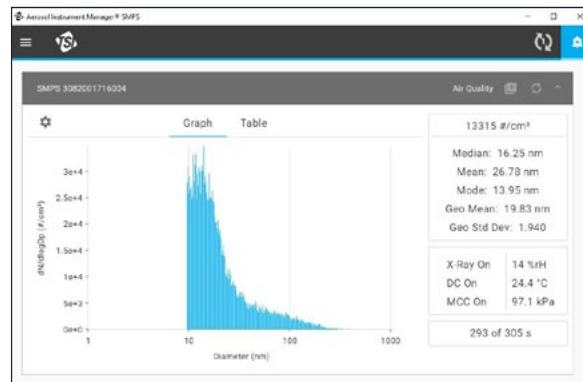 Aerosol Instrument Manager® SMPS
TSI
SMPS 3082001716004
Air Quality
Graph
Table
13315 #/cm³
Median: 16.25 nm
Mean: 26.78 nm
Mode: 13.95 nm
Geo Mean: 19.83 nm
Geo Std Dev: 1.940
X-Ray On
14 %rH
DC On
24.4 °C
MCC On
97.1 kPa
293 of 305 s
dN/dlogDp (#/cm³)
3e+4
2.5e+4
2e+4
1.5e+4
1e+4
5e+3
0e+0
1
10
100
1000
Diameter (nm)